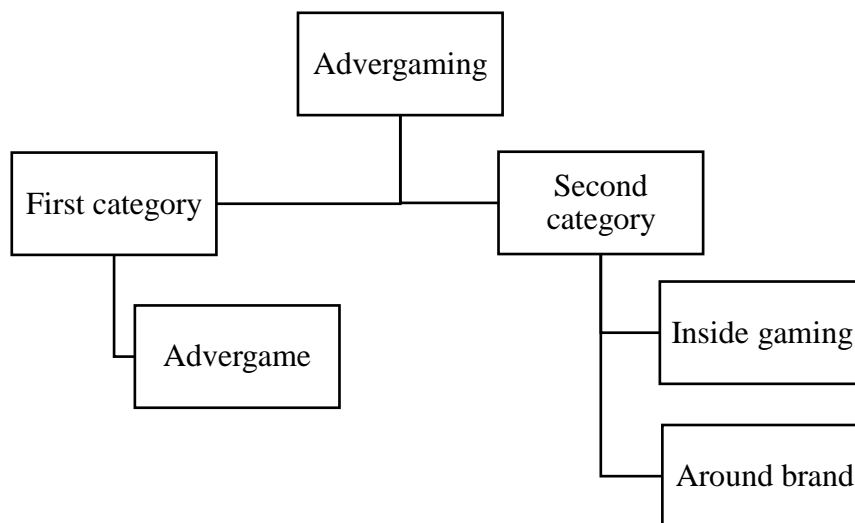 Advergaming
First category
Second
category
Advergame
Inside gaming
Around brand